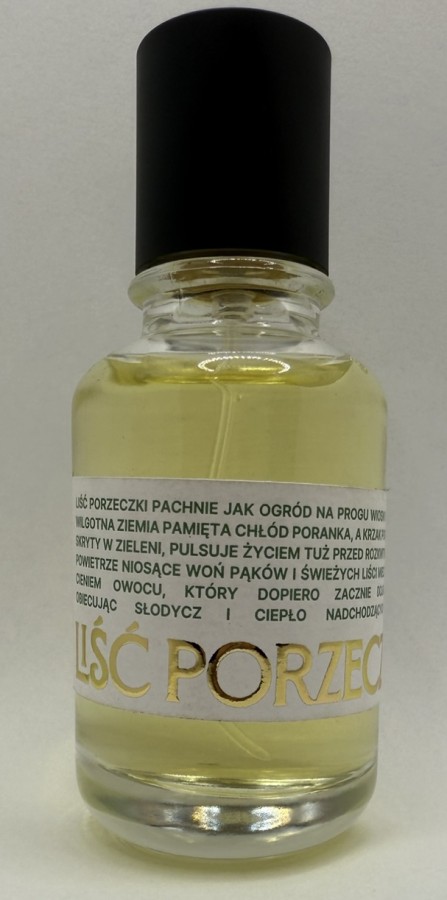 LIŚĆ PORZECZKI PACHNIE JAK OGRÓD NA PROGU
WILGOTNA ZIEMIA PAMIĘTA CHŁÓD PORANKA, A KRZAK
SKRYTY W ZIELENI, PULSUJE ŻYCIEM TUŻ PRZED
POWIETRZE NIOSĄCE WOŃ PĄKÓW I ŚWIEŻYCH LIŚCI
CIENIEM OWOCU, KTÓRY DOPIERO ZACZNIE
OBIECUJĄC SŁODYCZ I CIEPŁO
LIŚĆ PORZECZ